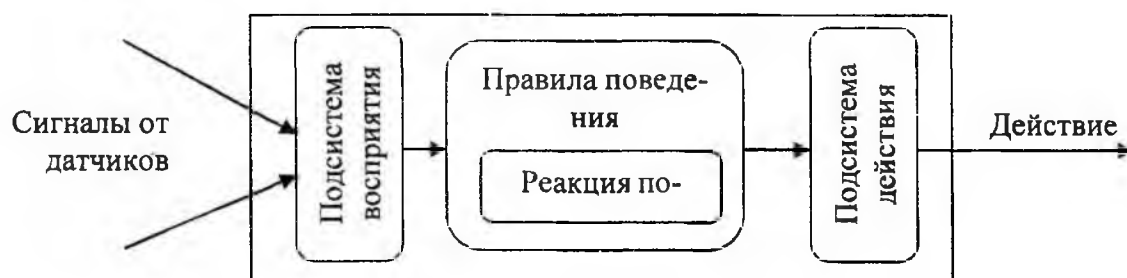 Сигналы от
датчиков
Подсистема
восприятия
Правила поведе-
ния
Реакция по-
Подсистема
действия
Действие